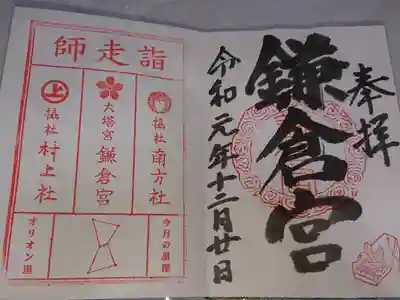 奉拝
鎌倉宮
令和元年十二月廿日
師走詣
摂社 南方社
大塔宮 鎌倉宮
上
摂社 村上社
今月の星座
オリオン座